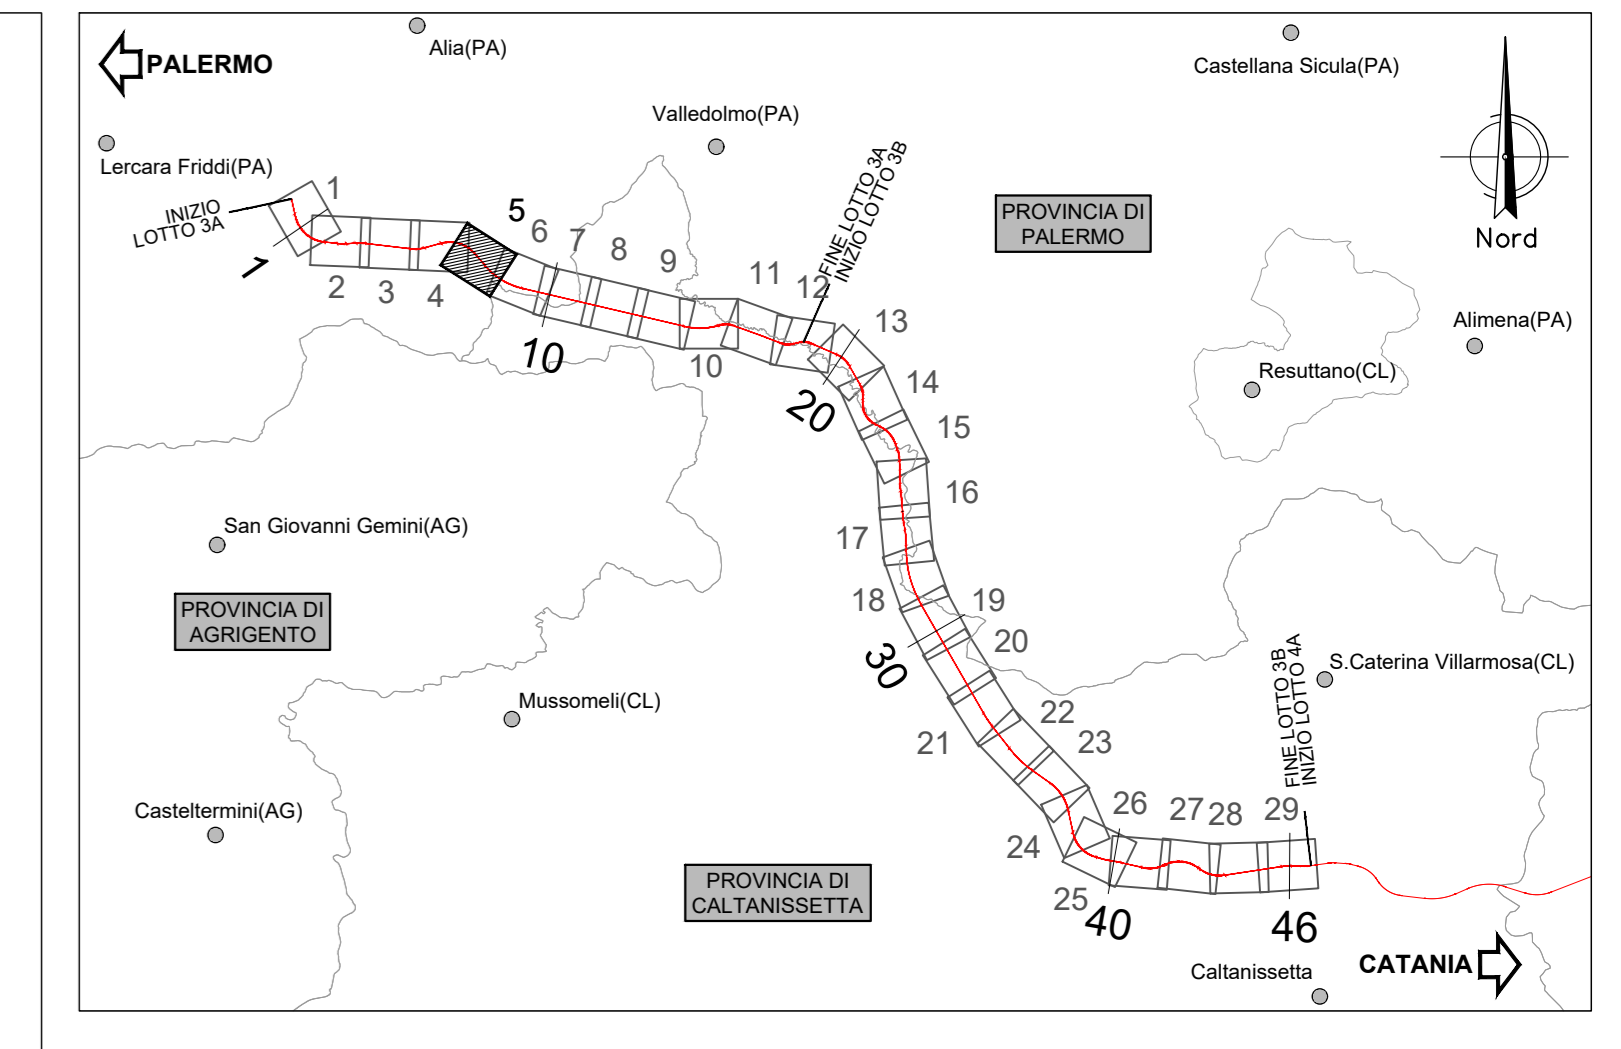 Alia(PA)
PALERMO
Castellana Sicula(PA)
Valledolmo(PA)
Lercara Friddi(PA)
INIZIO
LOTTO 3A
1
1
2
3
4
5
6
7
8
9
10
10
11
12
FINE LOTTO 3A
INIZIO LOTTO 3B
PROVINCIA DI
PALERMO
Nord
13
20
14
15
Alimena(PA)
Resuttano(CL)
16
17
San Giovanni Gemini(AG)
PROVINCIA DI
AGRIGENTO
18
19
20
30
21
22
23
Mussomeli(CL)
S.Caterina Villarmosa(CL)
FINE LOTTO 3B
INIZIO LOTTO 4A
Casteltermini(AG)
24
25
26
27
28
29
40
46
PROVINCIA DI
CALTANISSETTA
Caltanissetta
CATANIA